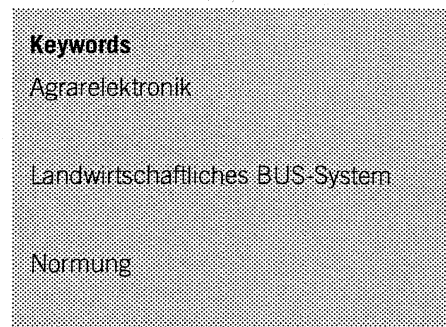 Keywords
Agrarelektronik
Landwirtschaftliches BUS-System
Normung